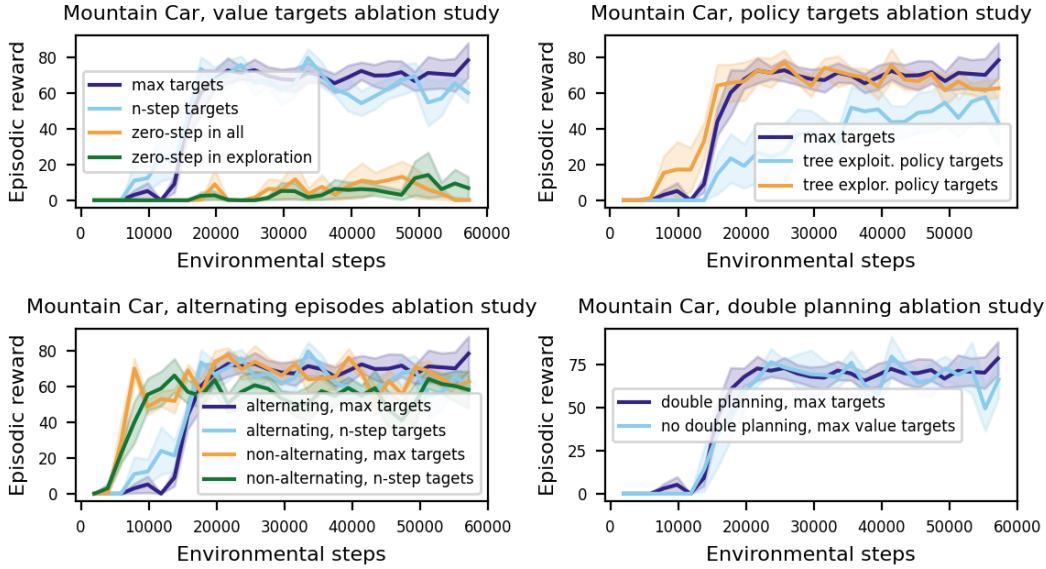 Mountain Car, value targets ablation study
Episodic reward
80
60
40
20
0
max targets
n-step targets
zero-step in all
zero-step in exploration
0
10000
20000
30000
40000
50000
60000
Environmental steps
Mountain Car, policy targets ablation study
Episodic reward
80
60
40
20
0
max targets
tree exploit. policy targets
tree explor. policy targets
0
10000
20000
30000
40000
50000
Environmental steps
Mountain Car, alternating episodes ablation study
Episodic reward
80
60
40
20
0
alternating, max targets
alternating, n-step targets
non-alternating, max targets
non-alternating, n-step tagets
0
10000
20000
30000
40000
50000
60000
Environmental steps
Mountain Car, double planning ablation study
Episodic reward
75
50
25
0
double planning, max targets
no double planning, max value targets
0
10000
20000
30000
40000
50000
60000
Environmental steps